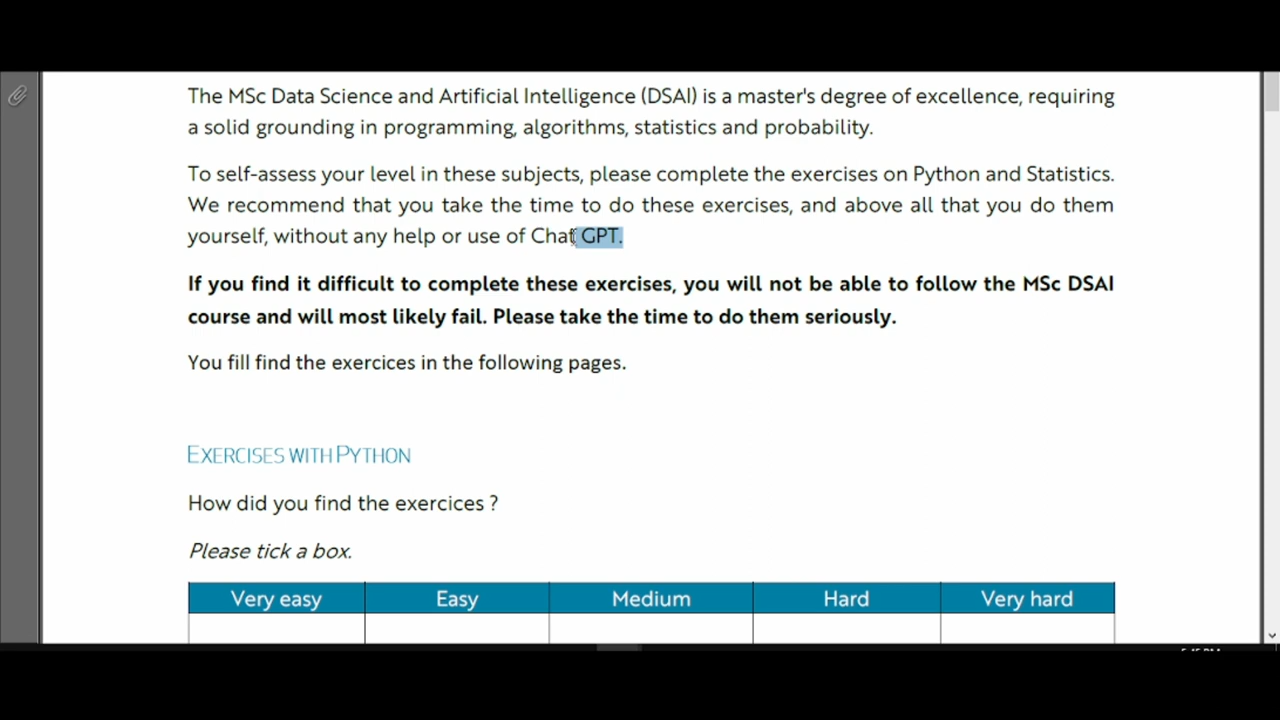 The MSc Data Science and Artificial Intelligence (DSAI) is a master's degree of excellence, requiring
a solid grounding in programming, algorithms, statistics and probability.
To self-assess your level in these subjects, please complete the exercises on Python and Statistics.
We recommend that you take the time to do these exercises, and above all that you do them
yourself, without any help or use of Chat GPT.
If you find it difficult to complete these exercises, you will not be able to follow the MSc DSAI
course and will most likely fail. Please take the time to do them seriously.
You fill find the exercices in the following pages.
EXERCISES WITH PYTHON
How did you find the exercices ?
Please tick a box.
Very easy Easy Medium Hard Very hard